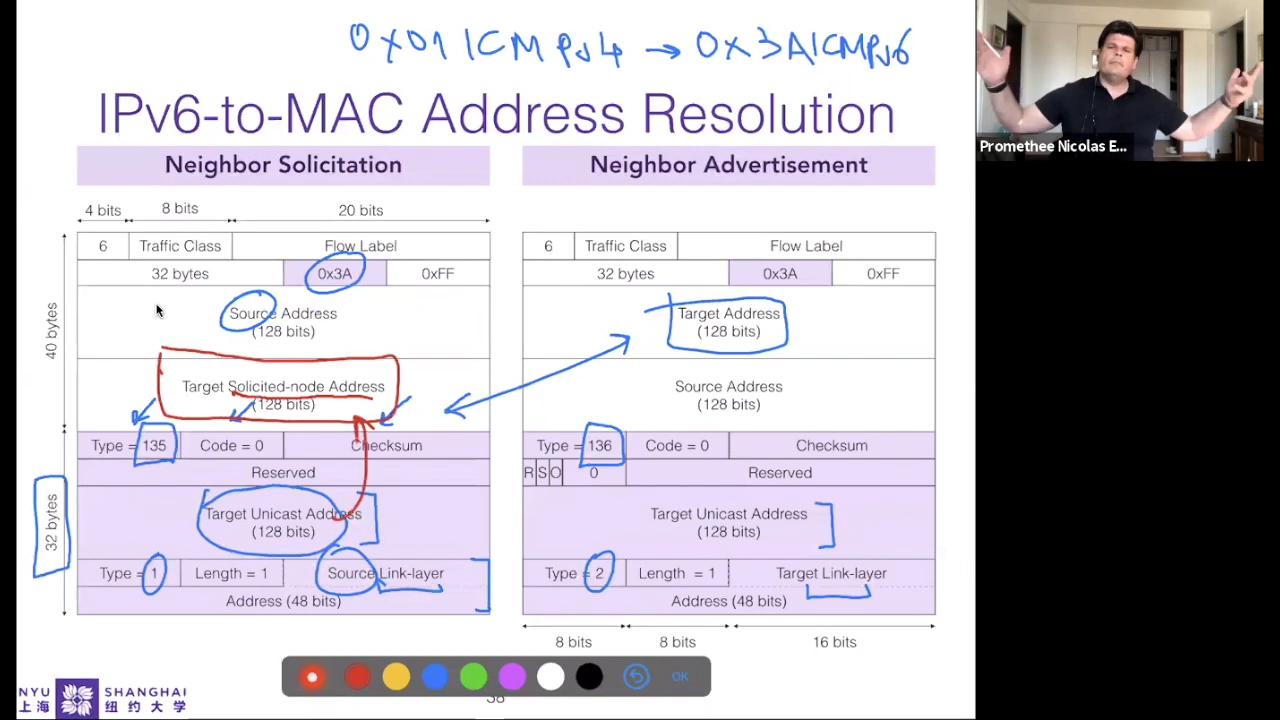 0x01 ICMPv4 → 0x3A ICMPv6
IPv6-to-MAC Address Resolution
Promethee Nicolas E...
Neighbor Solicitation
4 bits 8 bits 20 bits
6 Traffic Class Flow Label
32 bytes 0x3A 0xFF
Source Address
(128 bits)
Target Solicited-node Address
(128 bits)
40 bytes
Type = 135 Code = 0 Checksum
Reserved
Target Unicast Address
(128 bits)
Type = 1 Length = 1 Source Link-layer
Address (48 bits)
32 bytes
Neighbor Advertisement
6 Traffic Class Flow Label
32 bytes 0x3A 0xFF
Target Address
(128 bits)
Source Address
(128 bits)
Type = 136 Code = 0 Checksum
R S O 0 Reserved
Target Unicast Address
(128 bits)
Type = 2 Length = 1 Target Link-layer
Address (48 bits)
8 bits 8 bits 16 bits
OK
38
NYU SHANGHAI
上海 纽约大学